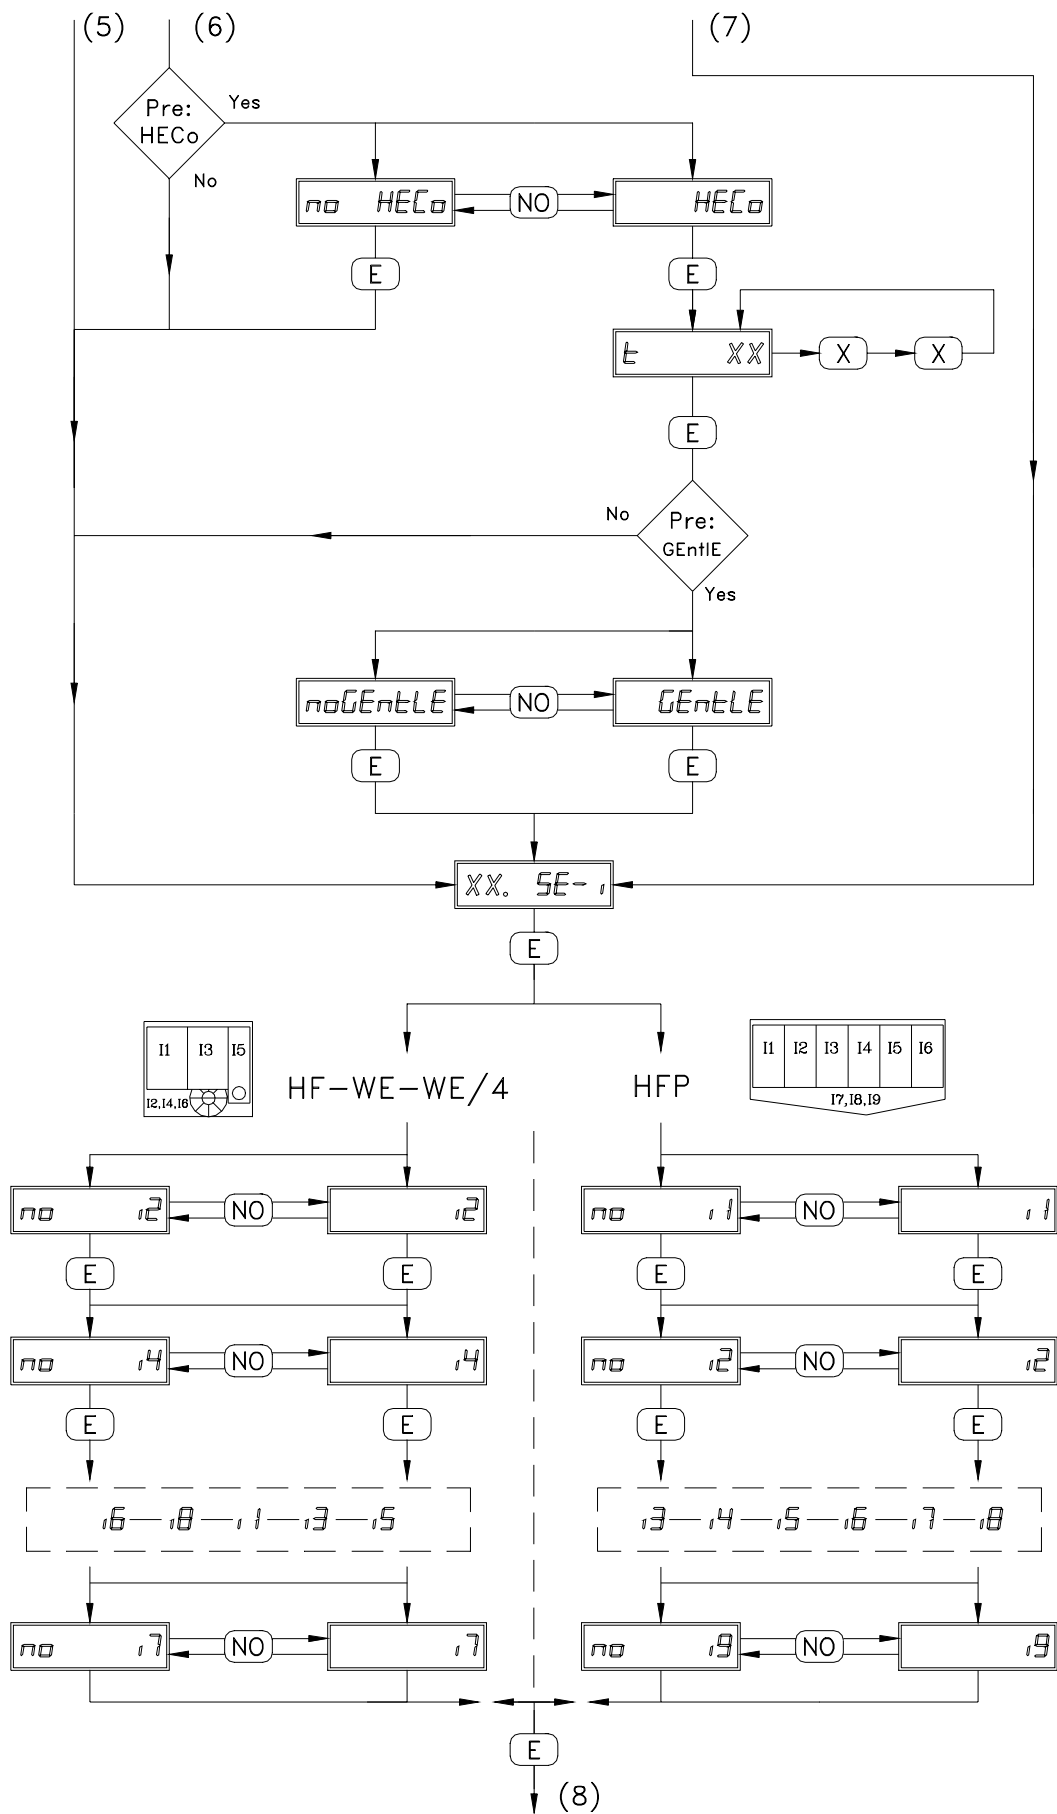 (5) (6) (7)
Pre:
HECo
Yes
No
no HECo
NO
HECo
E
E
t XX
X
X
E
No
Pre:
GEntlE
Yes
noGEntLE
NO
GEntLE
E
E
XX. SE-i
E
I1 I3 I5
I2,I4,I6
HF-WE-WE/4
HFP
I1 I2 I3 I4 I5 I6
I7,I8,I9
no i2
NO
i2
no i1
NO
i1
E
E
E
E
no i4
NO
i4
no i2
NO
i2
E
E
E
E
i6—i8—i1—i3—i5
i3—i4—i5—i6—i7—i8
no i7
NO
i7
no i9
NO
i9
E
(8)